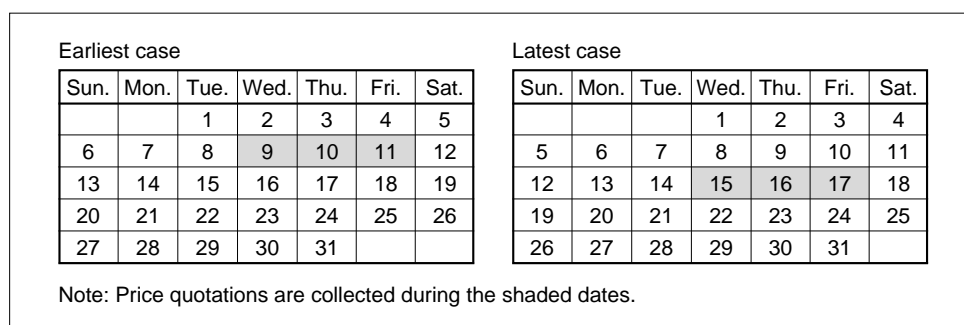 Earliest case
Sun. Mon. Tue. Wed. Thu. Fri. Sat.
1 2 3 4 5
6 7 8 9 10 11 12
13 14 15 16 17 18 19
20 21 22 23 24 25 26
27 28 29 30 31
Latest case
Sun. Mon. Tue. Wed. Thu. Fri. Sat.
1 2 3 4
5 6 7 8 9 10 11
12 13 14 15 16 17 18
19 20 21 22 23 24 25
26 27 28 29 30 31
Note: Price quotations are collected during the shaded dates.